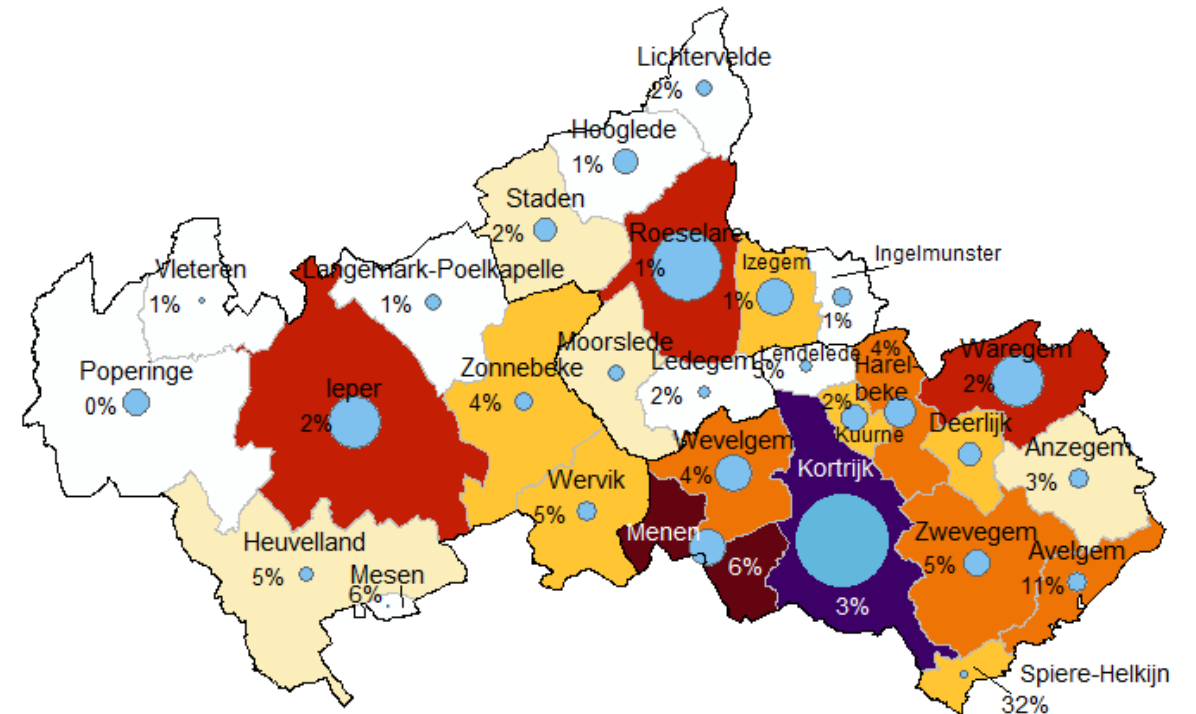 Lichtervelde
2%
Hooglede
1%
Staden
2%
Roeselare
1%
Izegem
1%
Ingelmunster
1%
Vleteren
1%
Langemark-Poelkapelle
1%
Poperinge
0%
Ieper
2%
Zonnebeke
4%
Moorslede
Ledegem
2%
Lendelede
4%
Harel-
beke
2%
Kuurne
Waregem
2%
Deerlijk
Anzegem
3%
Wevelgem
4%
Kortrijk
3%
Wervik
5%
Menen
6%
Heuvelland
5%
Mesen
6%
Zwevegem
5%
Avelgem
11%
Spiere-Helkijn
32%